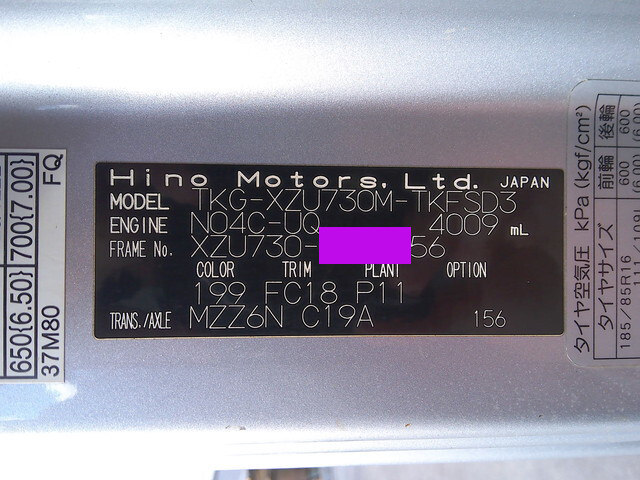 650{6.50} 700{7.00}
37M80 FQ
Hino Motors, Ltd. JAPAN
MODEL TKG-XZU730M-TKFSD3
ENGINE N04C-UQ 4009 mL
FRAME No. XZU730- 56
COLOR TRIM PLANT OPTION
199 FC18 P11
TRANS./AXLE MZZ6N C19A 156
タイヤ空気圧 kPa (kgf/cm²)
タイヤサイズ 前輪 後輪
185/85R16 600 600